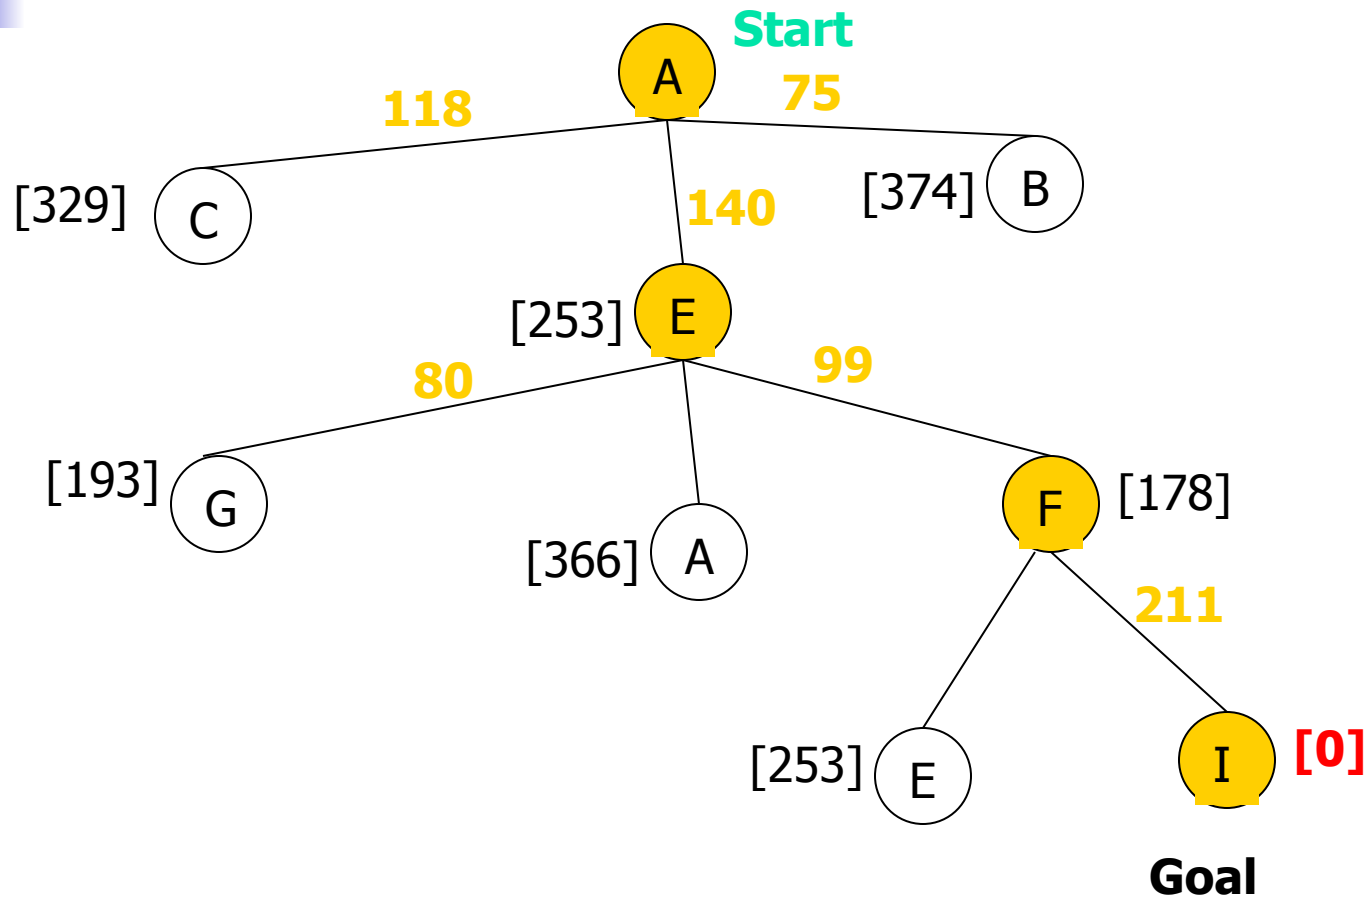 Start
A
75
118
[329]
C
140
[374]
B
[253]
E
80
99
[193]
G
[366]
A
F
[178]
211
[253]
E
I
[0]
Goal